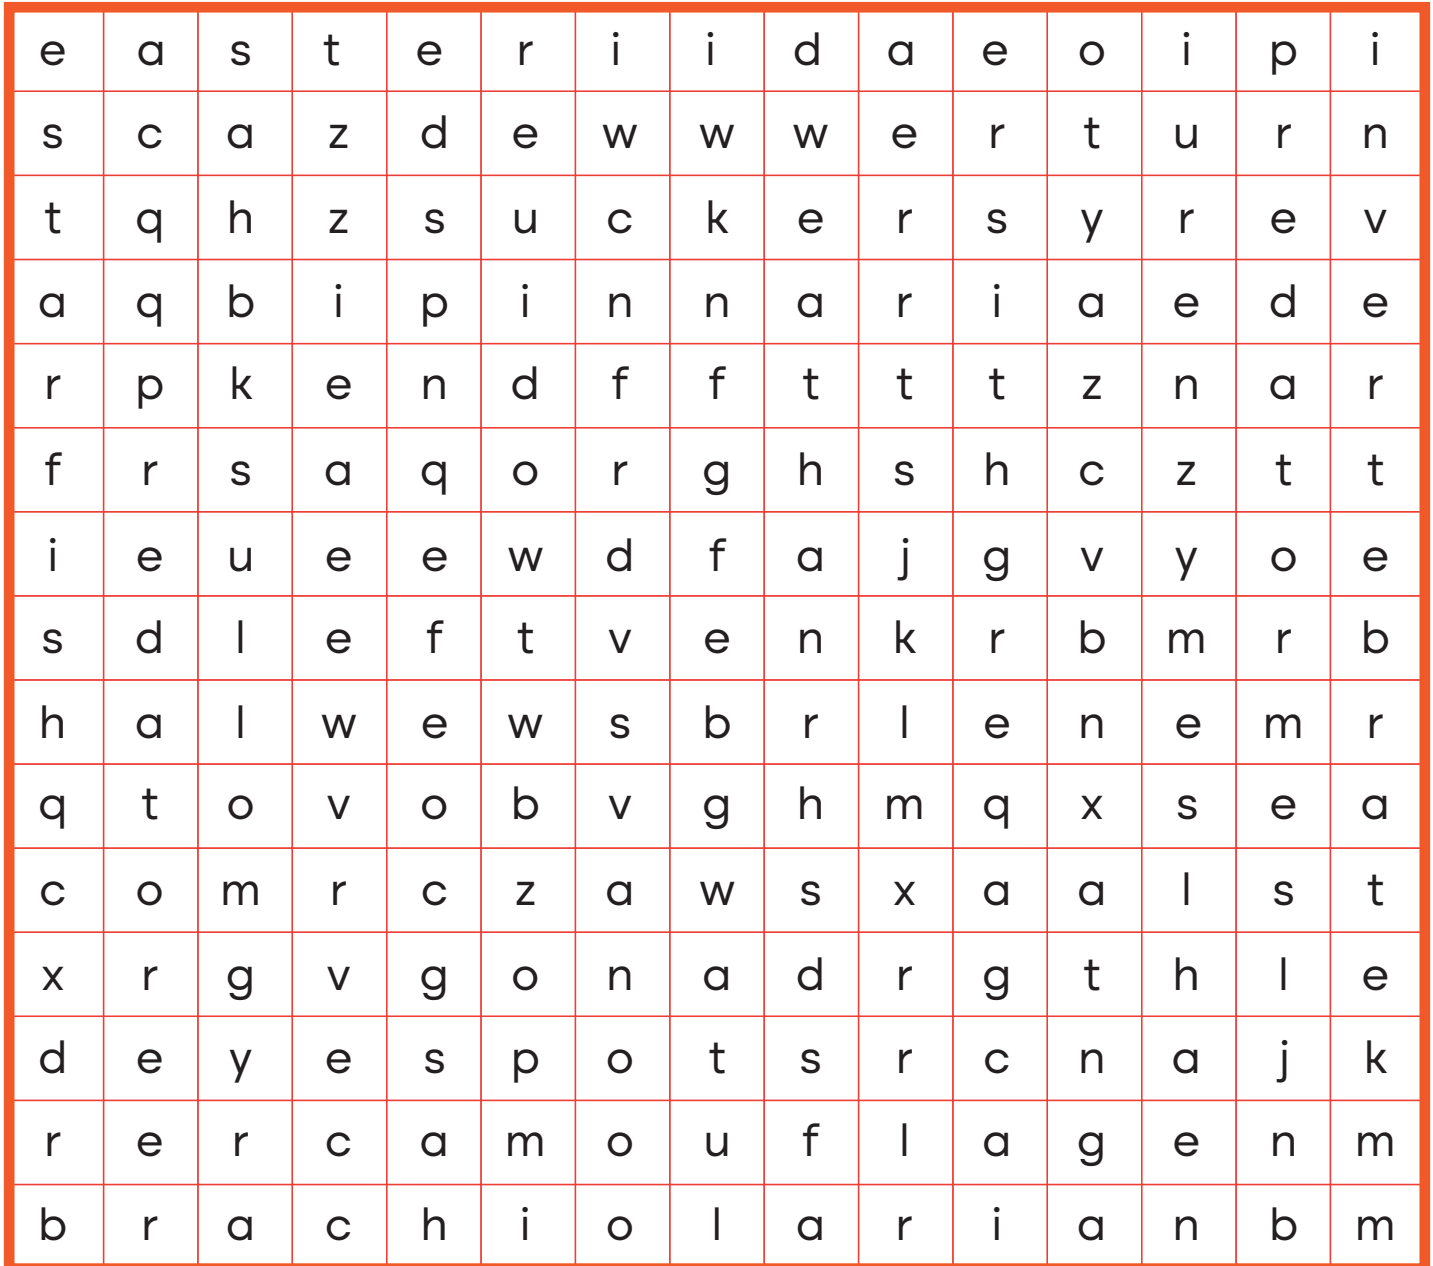 e a s t e r i i d a e o i p i
s c a z d e w w w e r t u r n
t q h z s u c k e r s y r e v
a q b i p i n n a r i a e d e
r p k e n d f f t t t z n a r
f r s a q o r g h s h c z t t
i e u e e w d f a j g v y o e
s d l e f t v e n k r b m r b
h a l w e w s b r l e n e m r
q t o v o b v g h m q x s e a
c o m r c z a w s x a a l s t
x r g v g o n a d r g t h l e
d e y e s p o t s r c n a j k
r e r c a m o u f l a g e n m
b r a c h i o l a r i a n b m